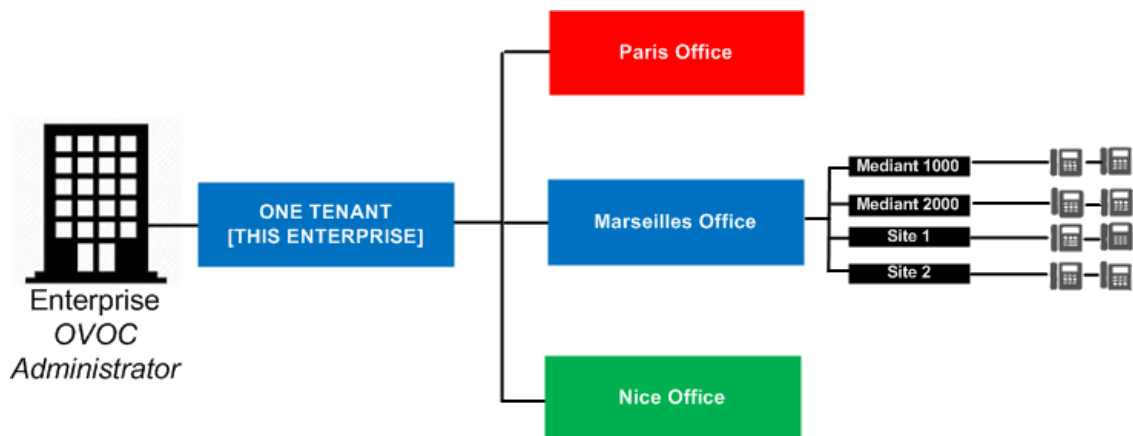 Paris Office
Mediant 1000
Mediant 2000
ONE TENANT
[THIS ENTERPRISE]
Marseilles Office
Site 1
Site 2
Enterprise
OVOC
Administrator
Nice Office